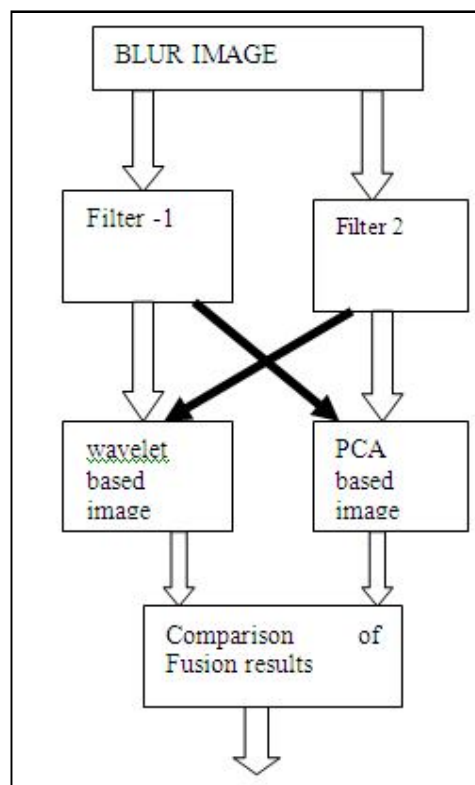 BLUR IMAGE
Filter -1
Filter 2
wavelet
based
image
PCA
based
image
Comparison of
Fusion results